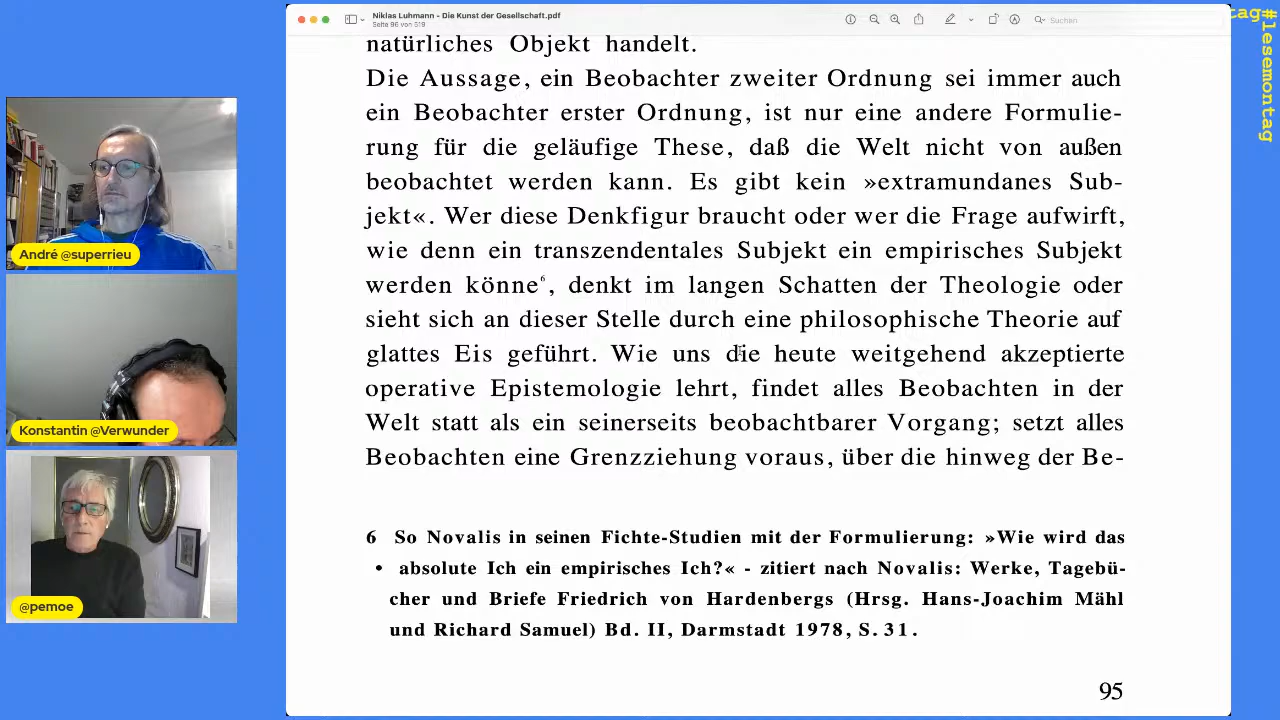 Niklas Luhmann - Die Kunst der Gesellschaft.pdf
Seite 96 von 519
Suchen
tag#lesemontag
natürliches Objekt handelt.
Die Aussage, ein Beobachter zweiter Ordnung sei immer auch
ein Beobachter erster Ordnung, ist nur eine andere Formulie-
rung für die geläufige These, daß die Welt nicht von außen
beobachtet werden kann. Es gibt kein »extramundanes Sub-
jekt«. Wer diese Denkfigur braucht oder wer die Frage aufwirft,
wie denn ein transzendentales Subjekt ein empirisches Subjekt
werden könne⁶, denkt im langen Schatten der Theologie oder
sieht sich an dieser Stelle durch eine philosophische Theorie auf
glattes Eis geführt. Wie uns die heute weitgehend akzeptierte
operative Epistemologie lehrt, findet alles Beobachten in der
Welt statt als ein seinerseits beobachtbarer Vorgang; setzt alles
Beobachten eine Grenzziehung voraus, über die hinweg der Be-
6 So Novalis in seinen Fichte-Studien mit der Formulierung: »Wie wird das
• absolute Ich ein empirisches Ich?« - zitiert nach Novalis: Werke, Tagebü-
cher und Briefe Friedrich von Hardenbergs (Hrsg. Hans-Joachim Mähl
und Richard Samuel) Bd. II, Darmstadt 1978, S. 31.
95
André @superrieu
Konstantin @Verwunder
@pemoe